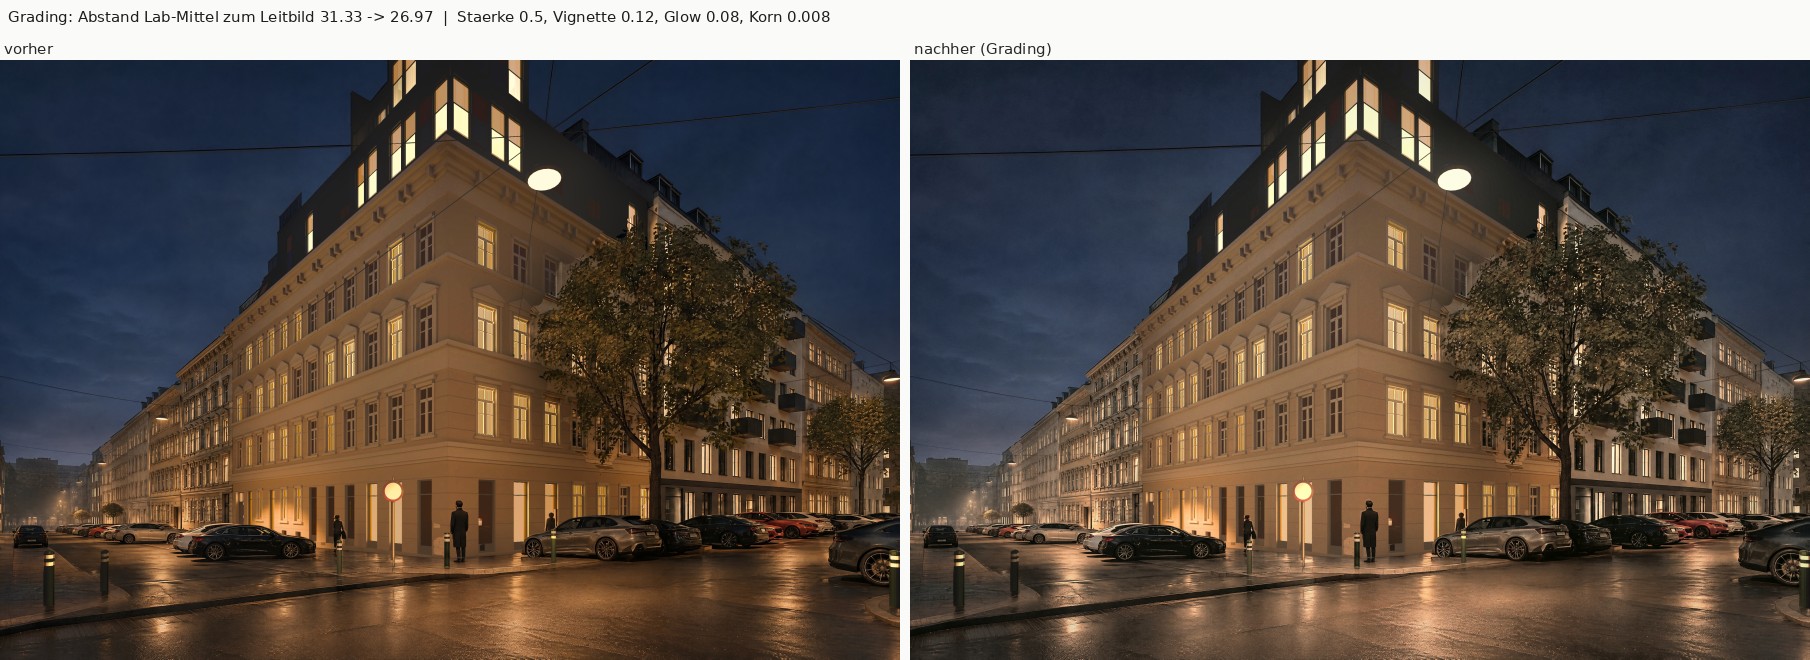 Grading: Abstand Lab-Mittel zum Leitbild 31.33 -> 26.97 | Staerke 0.5, Vignette 0.12, Glow 0.08, Korn 0.008
vorher
nachher (Grading)